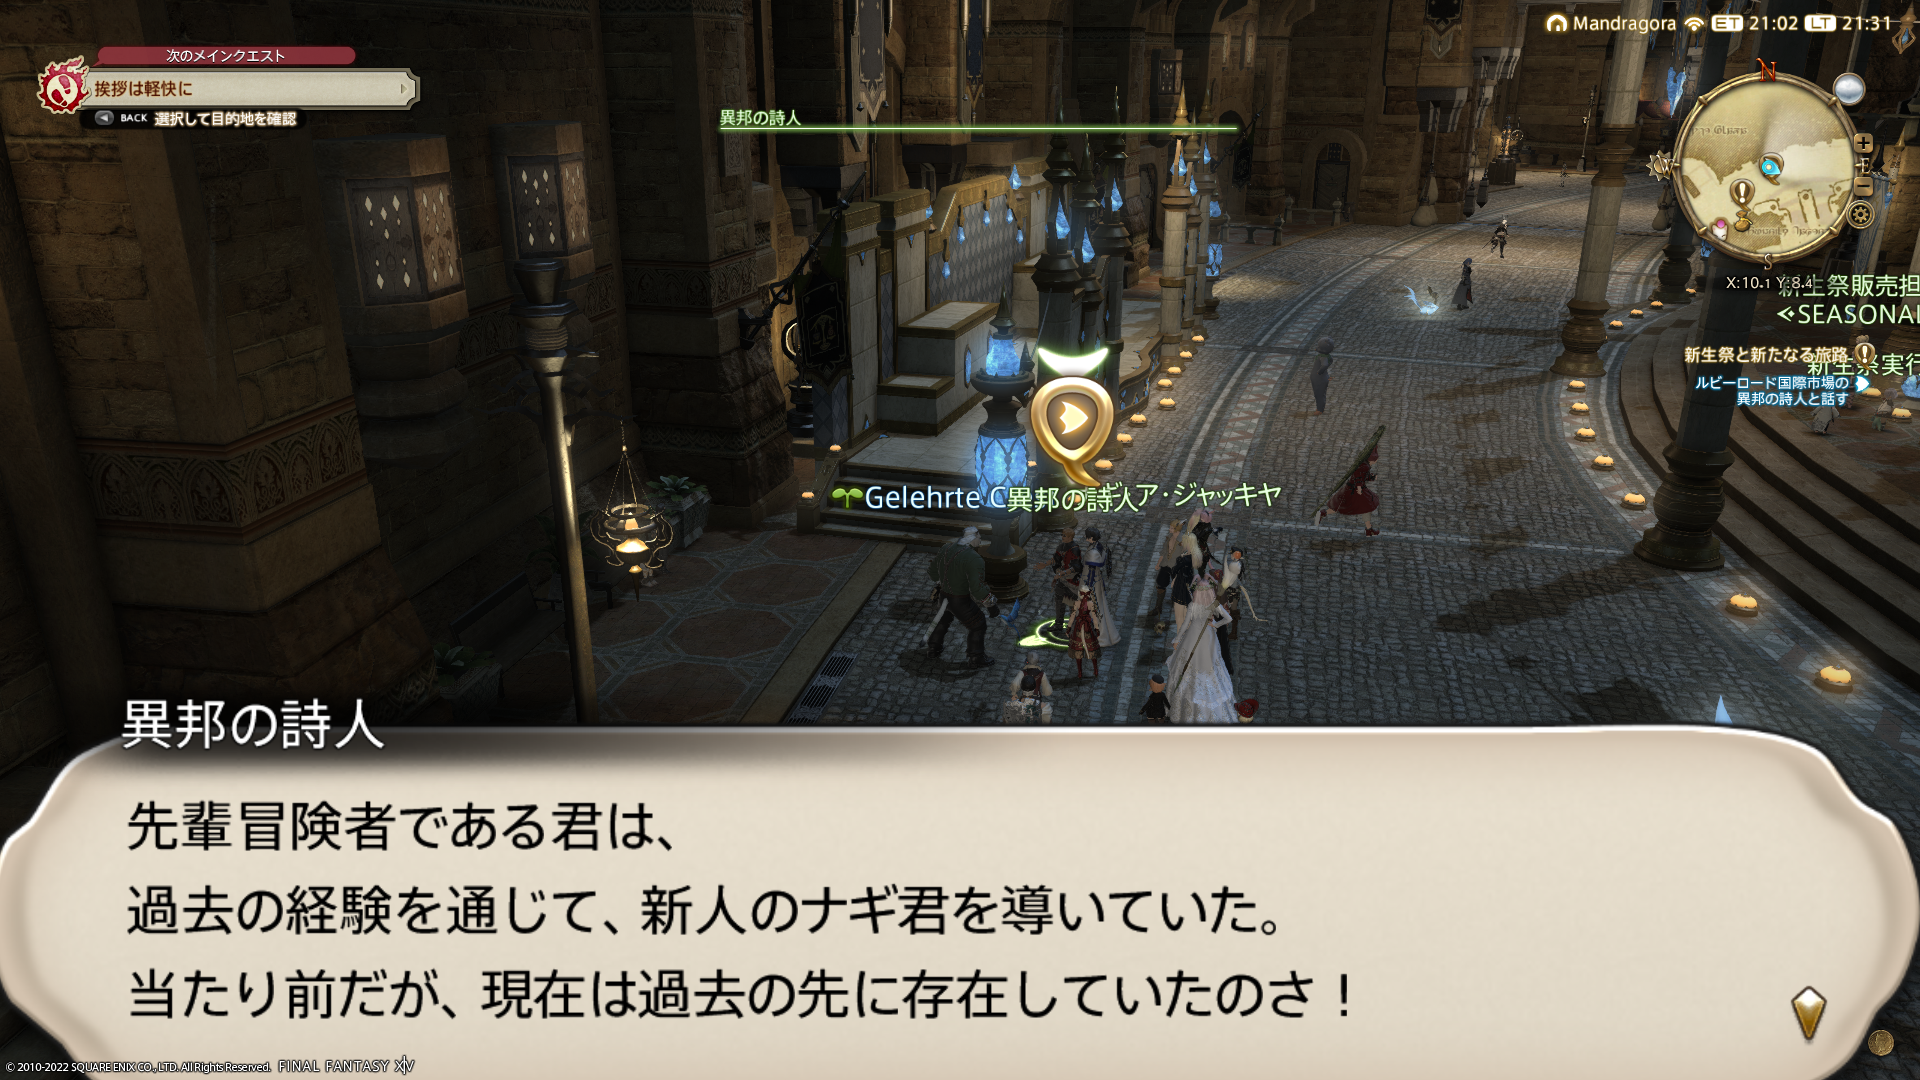 Mandragora ET 21:02 LT 21:31
次のメインクエスト
挨拶は軽快に
BACK 選択して目的地を確認
異邦の詩人
N
W
E
S
X:10.1 Y:8.4
新生祭販売担
<SEASONAL
新生祭と新たなる旅路
新生祭実行
ルビーロード国際市場の
異邦の詩人と話す
Gelehrte C
異邦の詩人
ア・ジャッキヤ
異邦の詩人
先輩冒険者である君は、
過去の経験を通じて、新人のナギ君を導いていた。
当たり前だが、現在は過去の先に存在していたのさ！
© 2010-2022 SQUARE ENIX CO., LTD. All Rights Reserved. FINAL FANTASY XIV